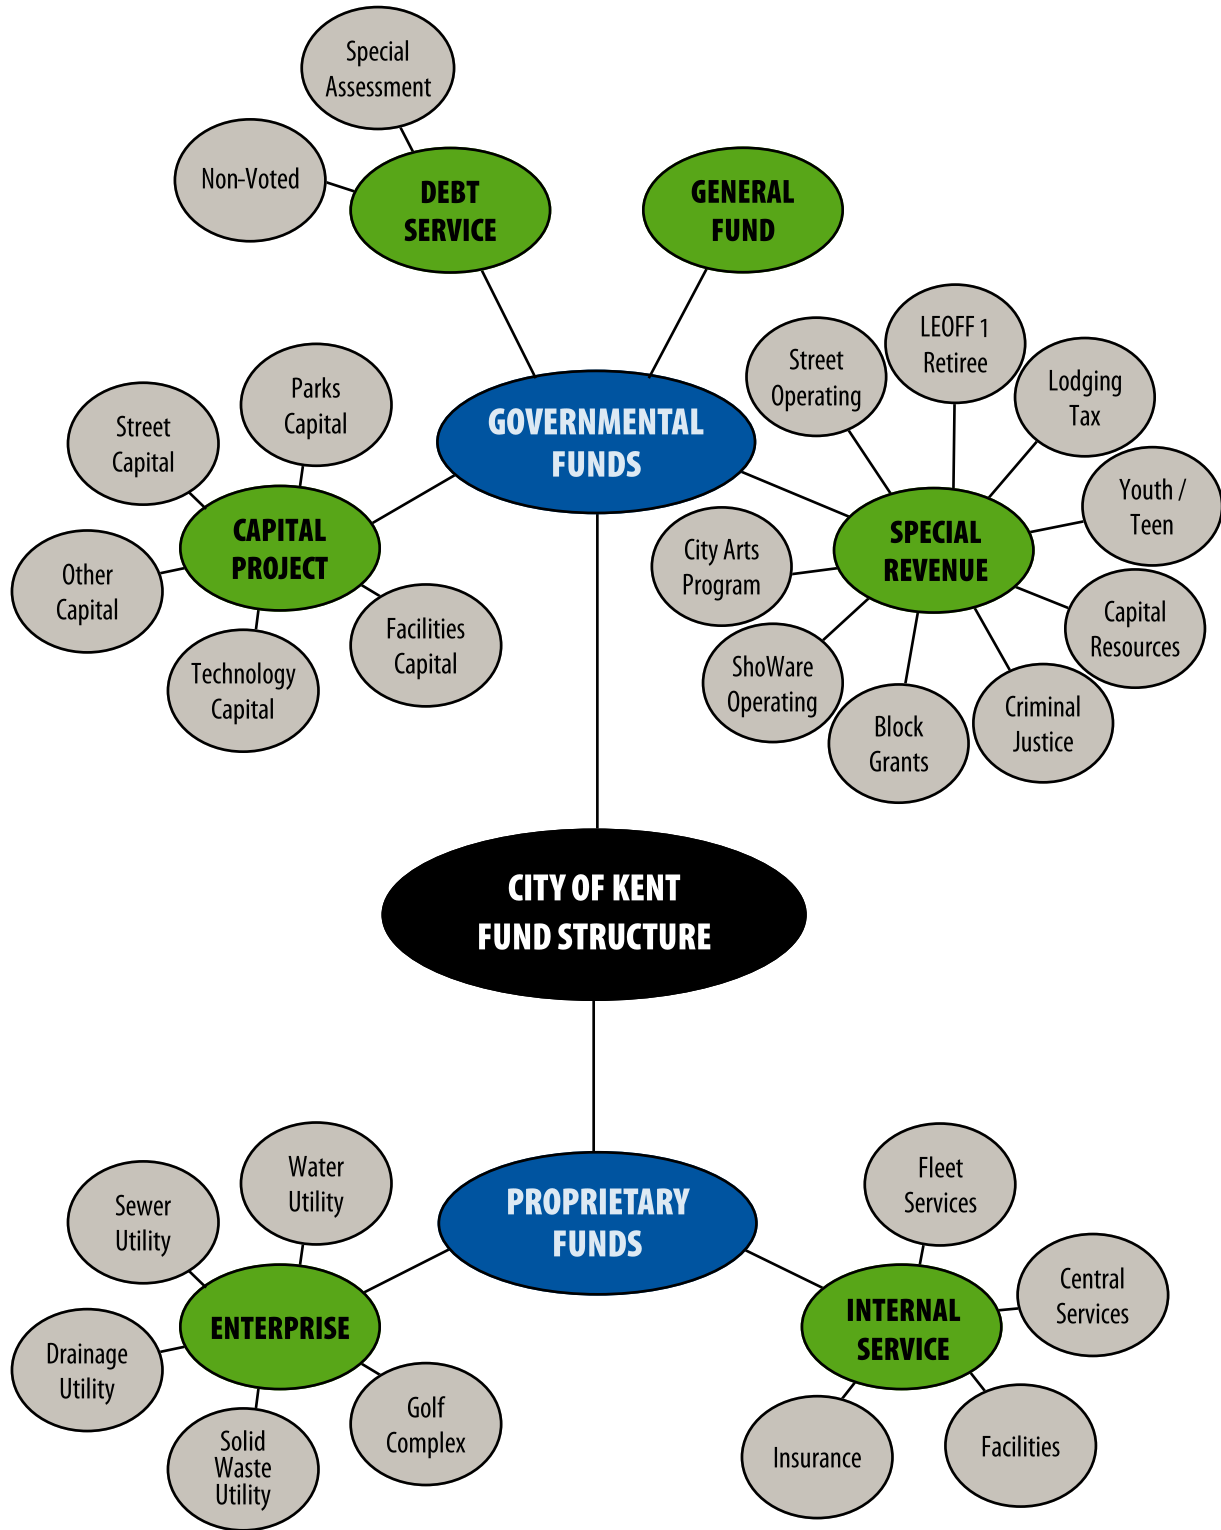 Special
Assessment
Non-Voted
DEBT
SERVICE
GENERAL
FUND
LEOFF 1
Retiree
Street
Operating
Lodging
Tax
Parks
Capital
Street
Capital
GOVERNMENTAL
FUNDS
Youth /
Teen
CAPITAL
PROJECT
SPECIAL
REVENUE
City Arts
Program
Other
Capital
Facilities
Capital
Capital
Resources
Technology
Capital
ShoWare
Operating
Block
Grants
Criminal
Justice
CITY OF KENT
FUND STRUCTURE
Water
Utility
Sewer
Utility
PROPRIETARY
FUNDS
Fleet
Services
Central
Services
ENTERPRISE
INTERNAL
SERVICE
Drainage
Utility
Golf
Complex
Solid
Waste
Utility
Insurance
Facilities